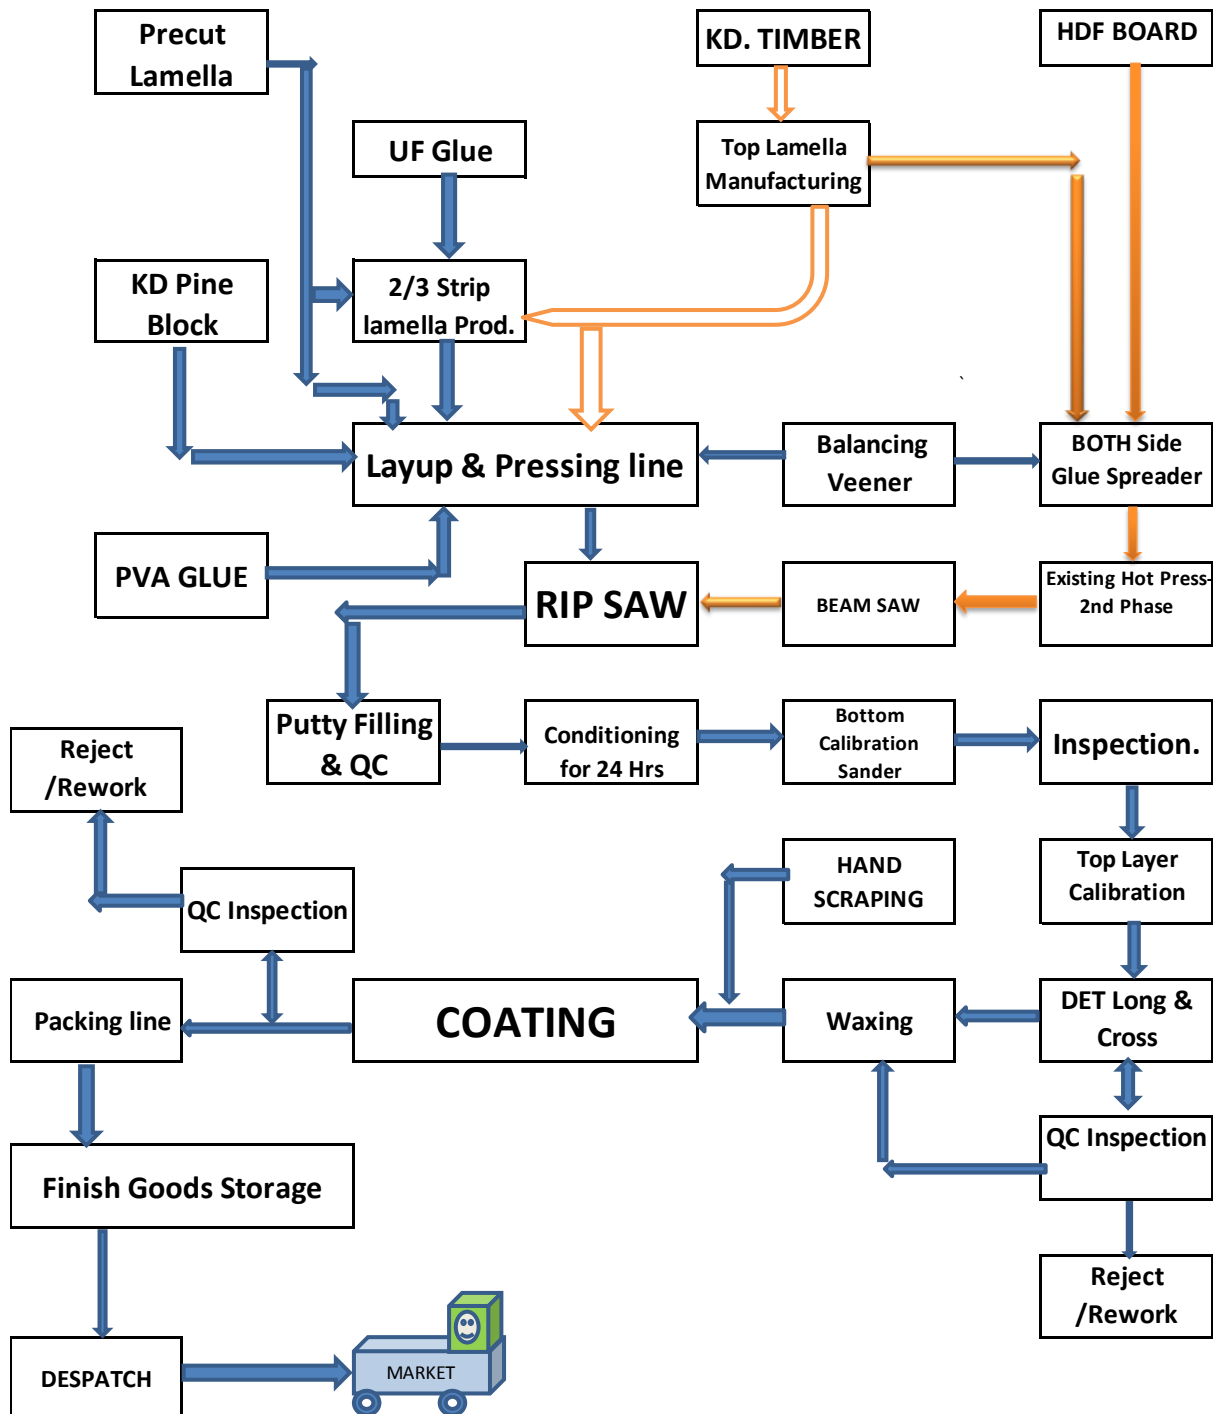 Precut
Lamella
KD. TIMBER
HDF BOARD
UF Glue
Top Lamella
Manufacturing
KD Pine
Block
2/3 Strip
lamella Prod.
`
Layup & Pressing line
Balancing
Veener
BOTH Side
Glue Spreader
PVA GLUE
RIP SAW
BEAM SAW
Existing Hot Press-
2nd Phase
Putty Filling
& QC
Conditioning
for 24 Hrs
Bottom
Calibration
Sander
Inspection.
Reject
/Rework
QC Inspection
HAND
SCRAPING
Top Layer
Calibration
Packing line
COATING
Waxing
DET Long &
Cross
QC Inspection
Finish Goods Storage
Reject
/Rework
DESPATCH
MARKET